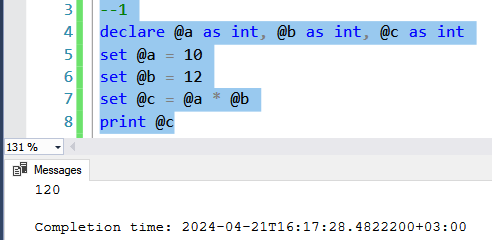 3 --1
4 declare @a as int, @b as int, @c as int
5 set @a = 10
6 set @b = 12
7 set @c = @a * @b
8 print @c
131 %
Messages
120
Completion time: 2024-04-21T16:17:28.4822200+03:00